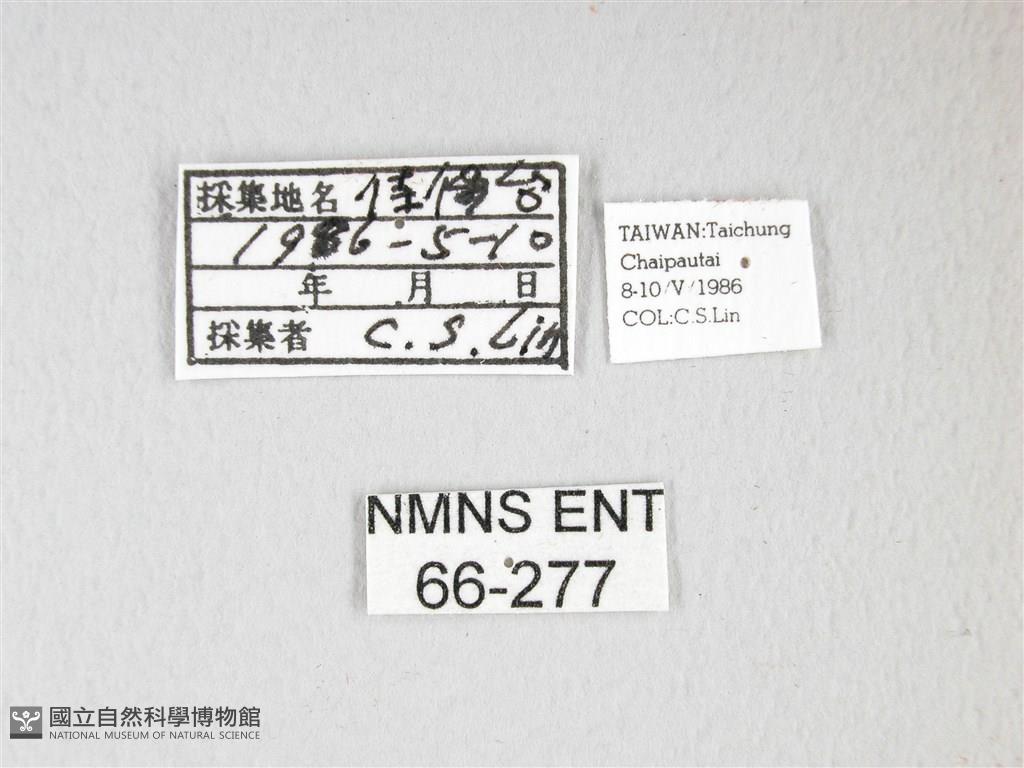 採集地名 佳保台
1986-5-10
年 月 日
採集者 C.S.Lin
TAIWAN:Taichung
Chaipautai
8-10/V/1986
COL:C.S.Lin
NMNS ENT
66-277
國立自然科學博物館
NATIONAL MUSEUM OF NATURAL SCIENCE